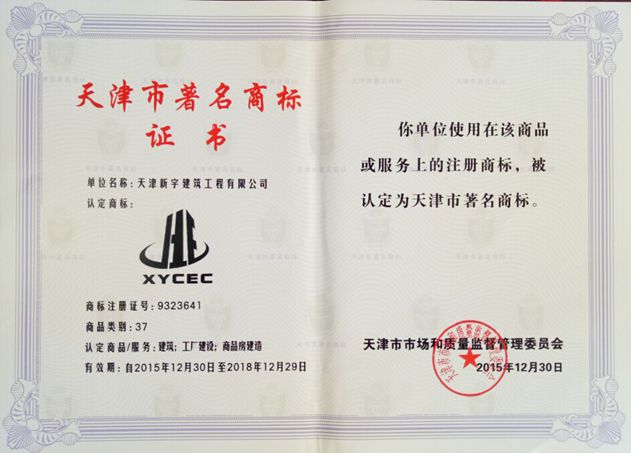 天津市著名商标
证书
单位名称：天津新宇建筑工程有限公司
认定商标：
XYCEC
商标注册证号：9323641
商品类别：37
认定商品/服务：建筑；工厂建设；商品房建造
有效期：自2015年12月30日至2018年12月29日
你单位使用在该商品
或服务上的注册商标，被
认定为天津市著名商标。
天津市市场和质量监督管理委员会
2015年12月30日